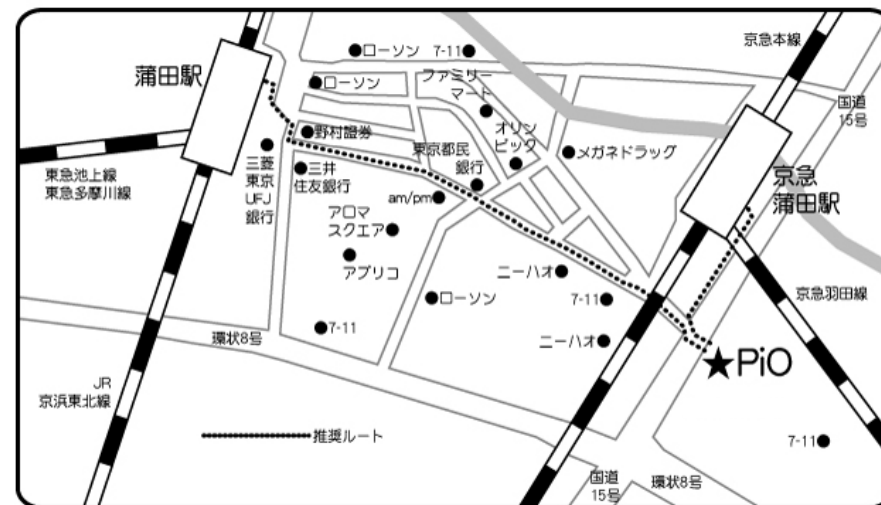 蒲田駅
ローソン
7-11
京急本線
ローソン
ファミリー
マート
国道
15号
野村證券
オリン
ピック
東急池上線
東急多摩川線
三菱
東京
UFJ
銀行
三井
住友銀行
東京都民
銀行
メガネドラッグ
京急
蒲田駅
am/pm
アロマ
スクエア
アプリコ
ニーハオ
ローソン
7-11
京急羽田線
7-11
環状8号
ニーハオ
PiO
JR
京浜東北線
推奨ルート
7-11
国道
15号
環状8号